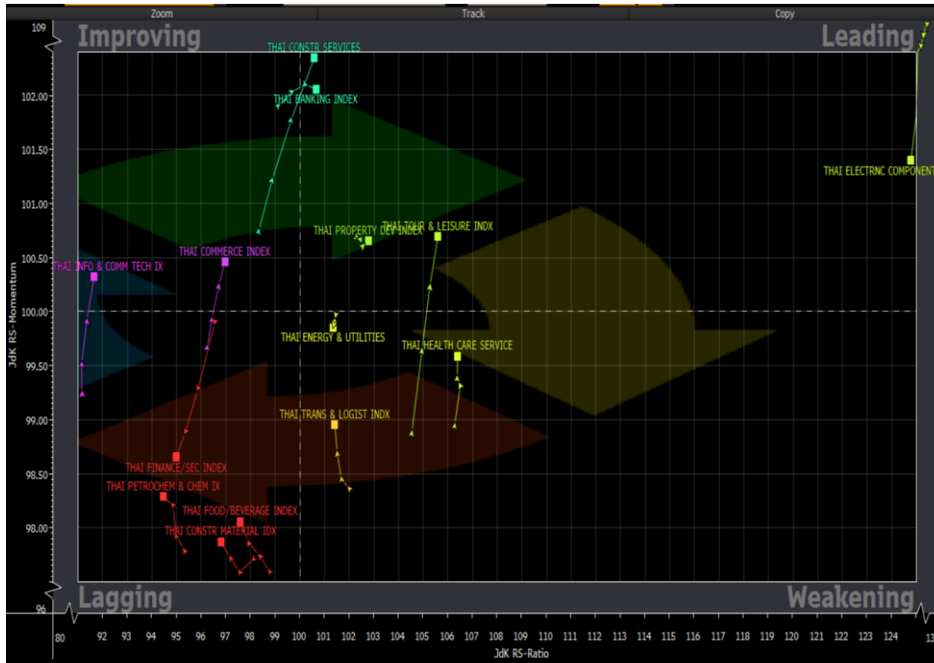 Zoom Track Copy
109
Improving Leading
THAI CONSTR SERVICES
102.00
THAI BANKING INDEX
101.50
THAI ELECTRNC COMPONENT
101.00
THAI PROPERTY DEV INDEX THAI TOUR & LEISURE INDX
100.50
THAI COMMERCE INDEX
THAI INFO & COMM TECH IX
100.00
THAI ENERGY & UTILITIES
THAI HEALTH CARE SERVICE
99.50
JdK RS-Momentum
99.00
THAI TRANS & LOGIST INDX
98.50
THAI FINANCE/SEC INDEX
THAI PETROCHEM & CHEM IX
98.00
THAI FOOD/BEVERAGE INDEX
THAI CONSTR MATERIAL IDX
96
Lagging Weakening
80 92 93 94 95 96 97 98 99 100 101 102 103 104 105 106 107 108 109 110 111 112 113 114 115 116 117 118 119 120 121 122 123 124 13
JdK RS-Ratio